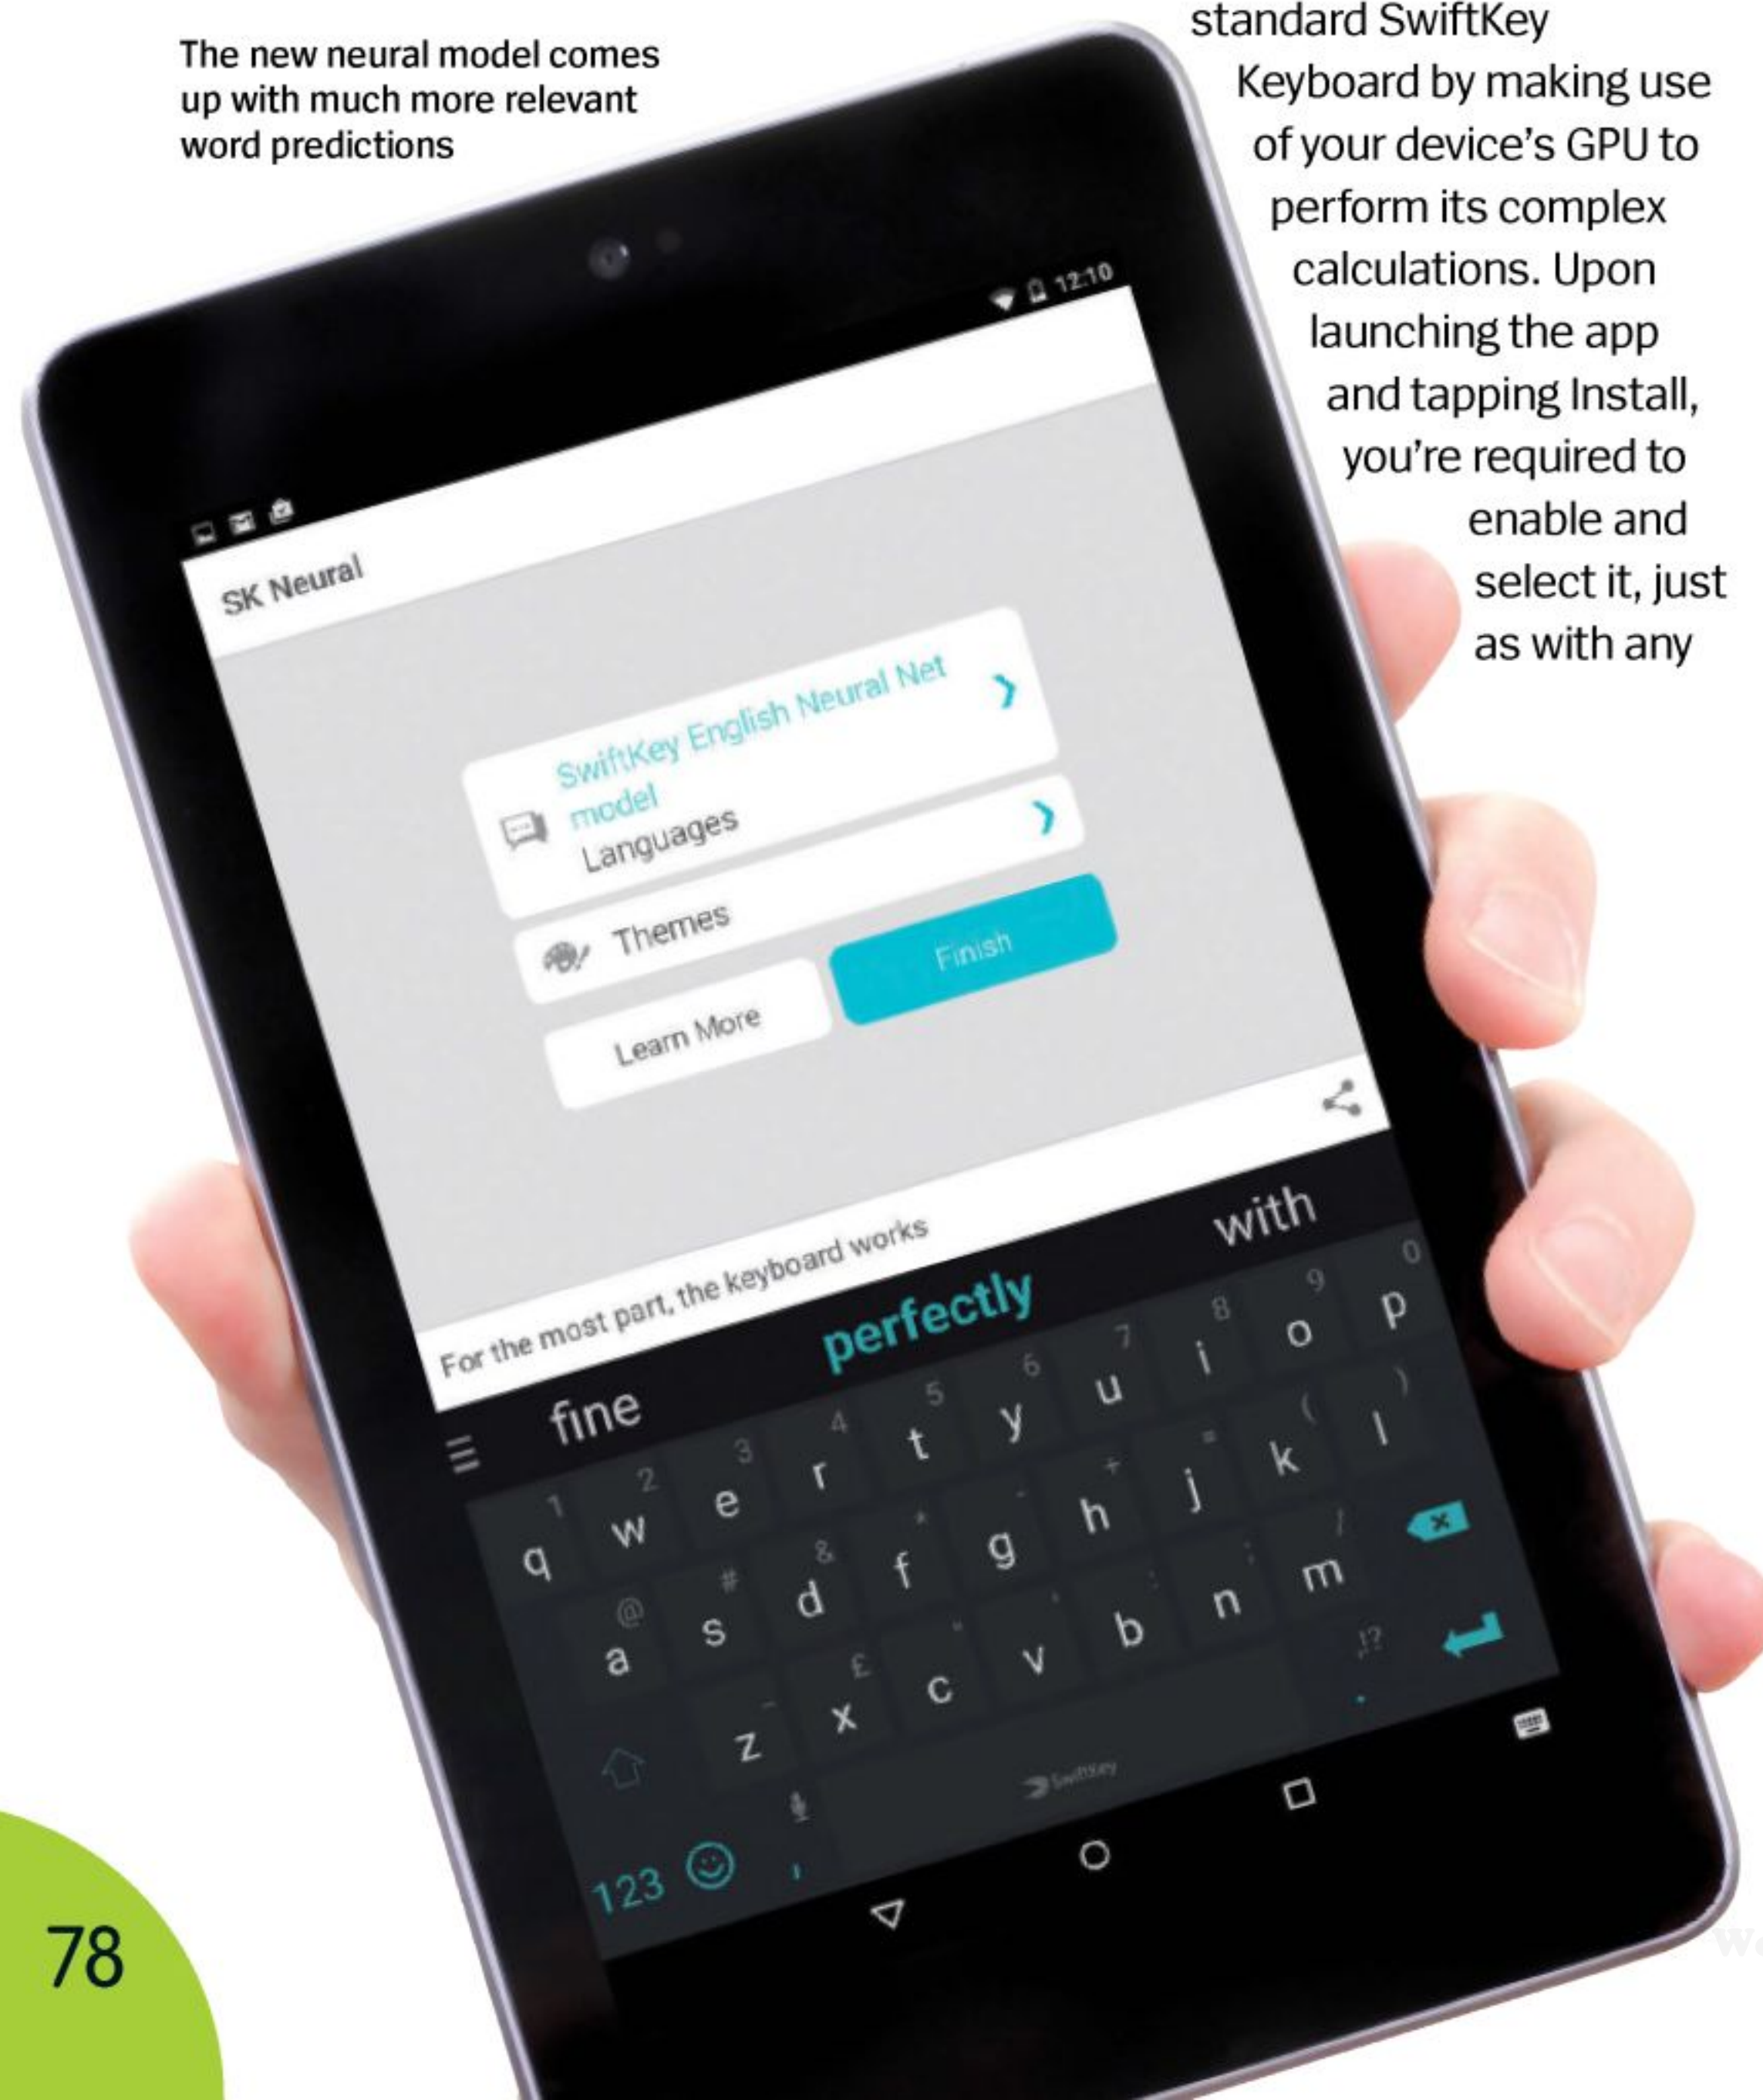 The new neural model comes
up with much more relevant
word predictions
standard SwiftKey
Keyboard by making use
of your device's GPU to
perform its complex
calculations. Upon
launching the app
and tapping Install,
you're required to
enable and
select it, just
as with any
12:10
SK Neural
SwiftKey English Neural Net
model
Languages
Themes
Learn More
Finish
For the most part, the keyboard works
fine perfectly with
1 2 3 4 5 6 7 8 9 0
q w e r t y u i o p
@ # & * - + = ( )
a s d f g h j k l
£ " ' : ; /
z x c v b n m
,!?
123 , SwiftKey .
78